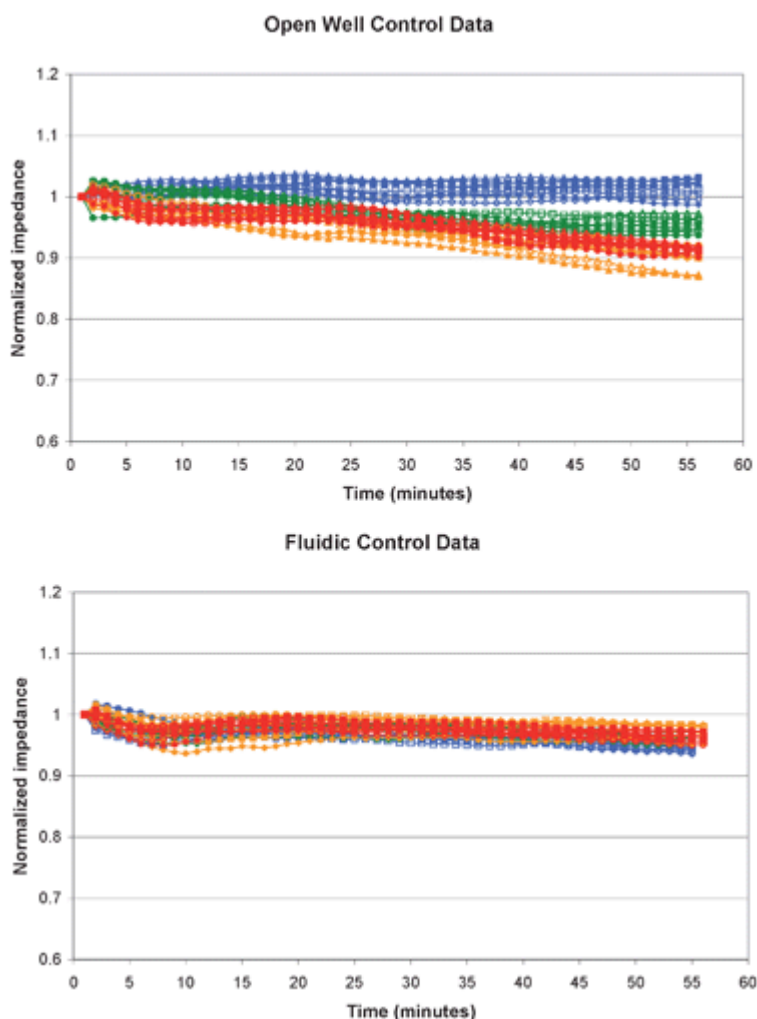 Open Well Control Data
1.2
1.1
1
0.9
0.8
0.7
0.6
Normalized impedance
0 5 10 15 20 25 30 35 40 45 50 55 60
Time (minutes)
Fluidic Control Data
1.2
1.1
1
0.9
0.8
0.7
0.6
Normalized impedance
0 5 10 15 20 25 30 35 40 45 50 55 60
Time (minutes)